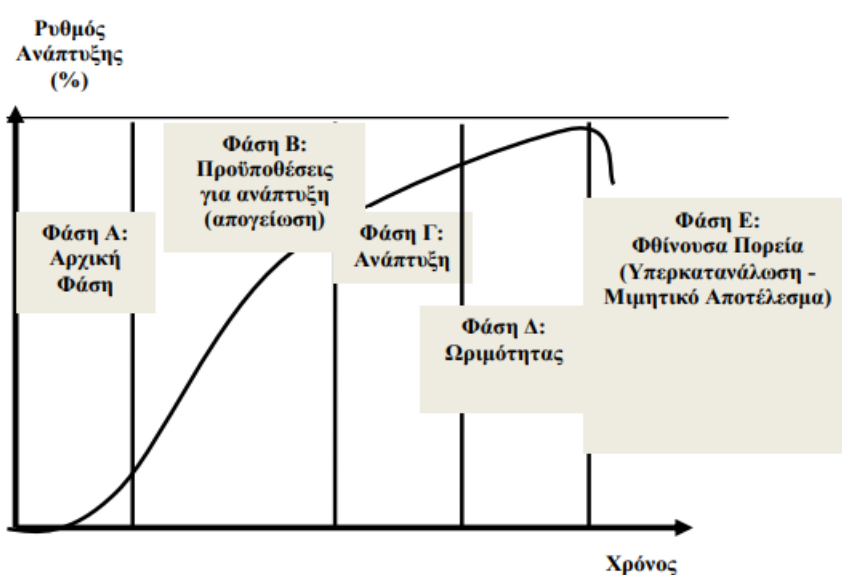 Ρυθμός
Ανάπτυξης
(%)
Φάση Α:
Αρχική
Φάση
Φάση Β:
Προϋποθέσεις
για ανάπτυξη
(απογείωση)
Φάση Γ:
Ανάπτυξη
Φάση Δ:
Ωριμότητας
Φάση Ε:
Φθίνουσα Πορεία
(Υπερκατανάλωση -
Μιμητικό Αποτέλεσμα)
Χρόνος